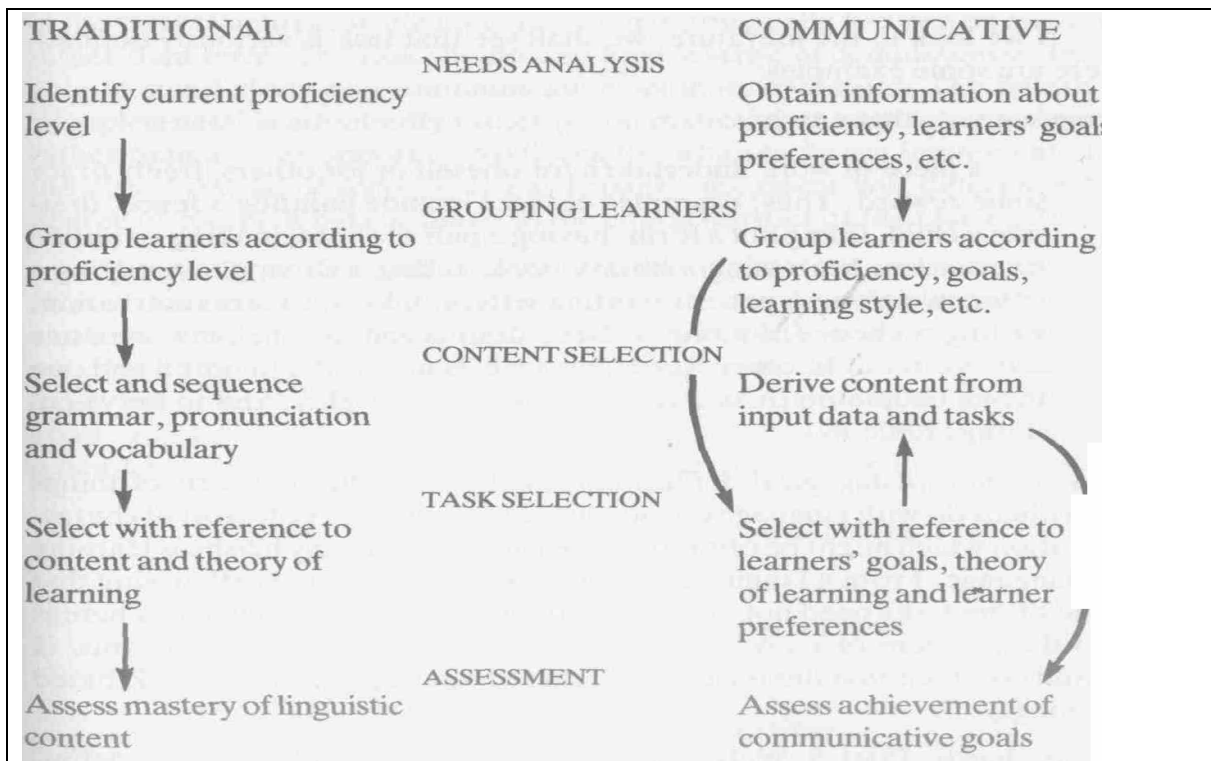 TRADITIONAL
COMMUNICATIVE
NEEDS ANALYSIS
Identify current proficiency
level
Obtain information about
proficiency, learners' goal
preferences, etc.
GROUPING LEARNERS
Group learners according to
proficiency level
Group learners according
to proficiency, goals,
learning style, etc.
CONTENT SELECTION
Select and sequence
grammar, pronunciation
and vocabulary
Derive content from
input data and tasks
TASK SELECTION
Select with reference to
content and theory of
learning
Select with reference to
learners' goals, theory
of learning and learner
preferences
ASSESSMENT
Assess mastery of linguistic
content
Assess achievement of
communicative goals